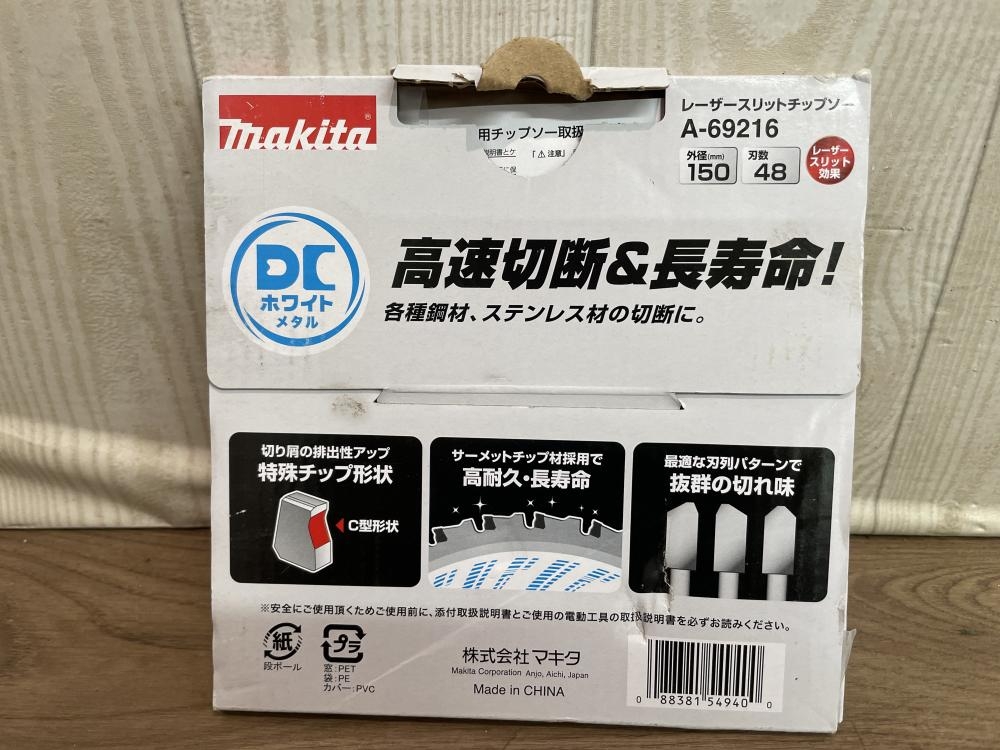 makita®
用チップソー取扱
「⚠注意」
レーザースリットチップソー
A-69216
外径(mm)
150
刃数
48
レーザー
スリット
効果
DC
ホワイト
メタル
高速切断&長寿命!
各種鋼材、ステンレス材の切断に。
切り屑の排出性アップ
特殊チップ形状
C型形状
サーメットチップ材採用で
高耐久・長寿命
最適な刃列パターンで
抜群の切れ味
※安全にご使用頂くためご使用前に、添付取扱説明書とご使用の電動工具の取扱説明書を必ずお読みください。
紙
段ボール
プラ
窓:PET
袋:PE
カバー:PVC
株式会社マキタ
Makita Corporation Anjo, Aichi, Japan
Made in CHINA
0 88381 54940 0